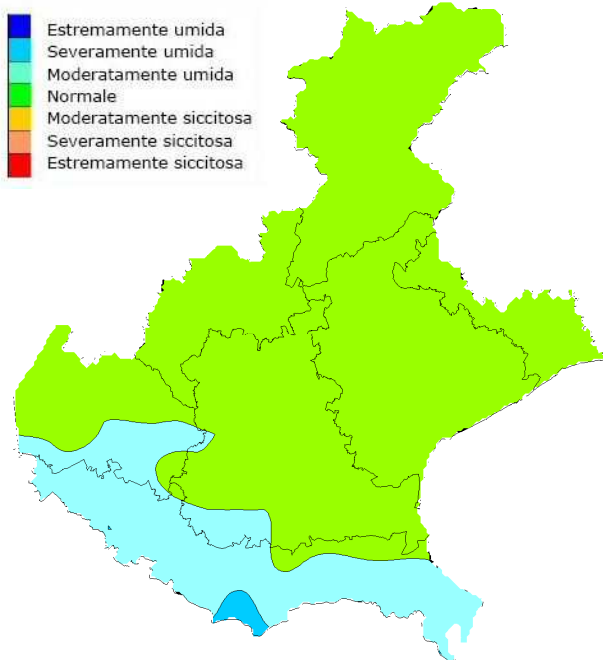 Estremamente umida
Severamente umida
Moderatamente umida
Normale
Moderatamente siccitosa
Severamente siccitosa
Estremamente siccitosa